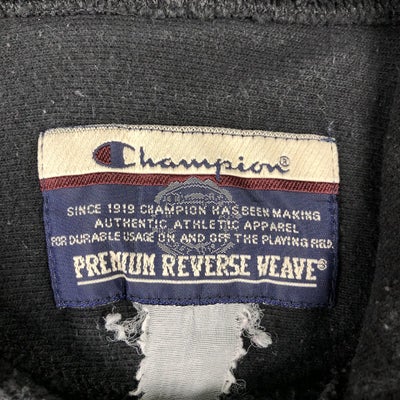 Champion®
SINCE 1919 CHAMPION HAS BEEN MAKING
AUTHENTIC ATHLETIC APPAREL
FOR DURABLE USAGE ON AND OFF THE PLAYING FIELD.
PREMIUM REVERSE WEAVE®